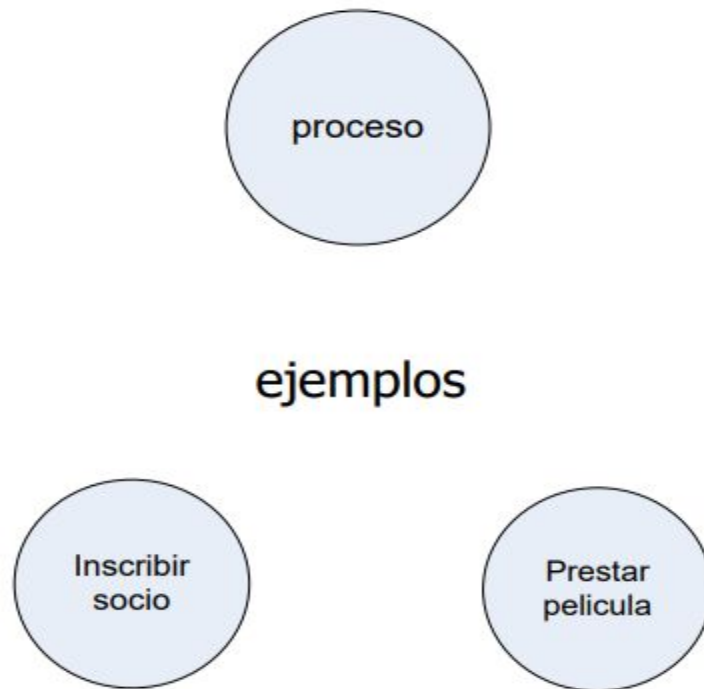 proceso
ejemplos
Inscribir
socio
Prestar
pelicula